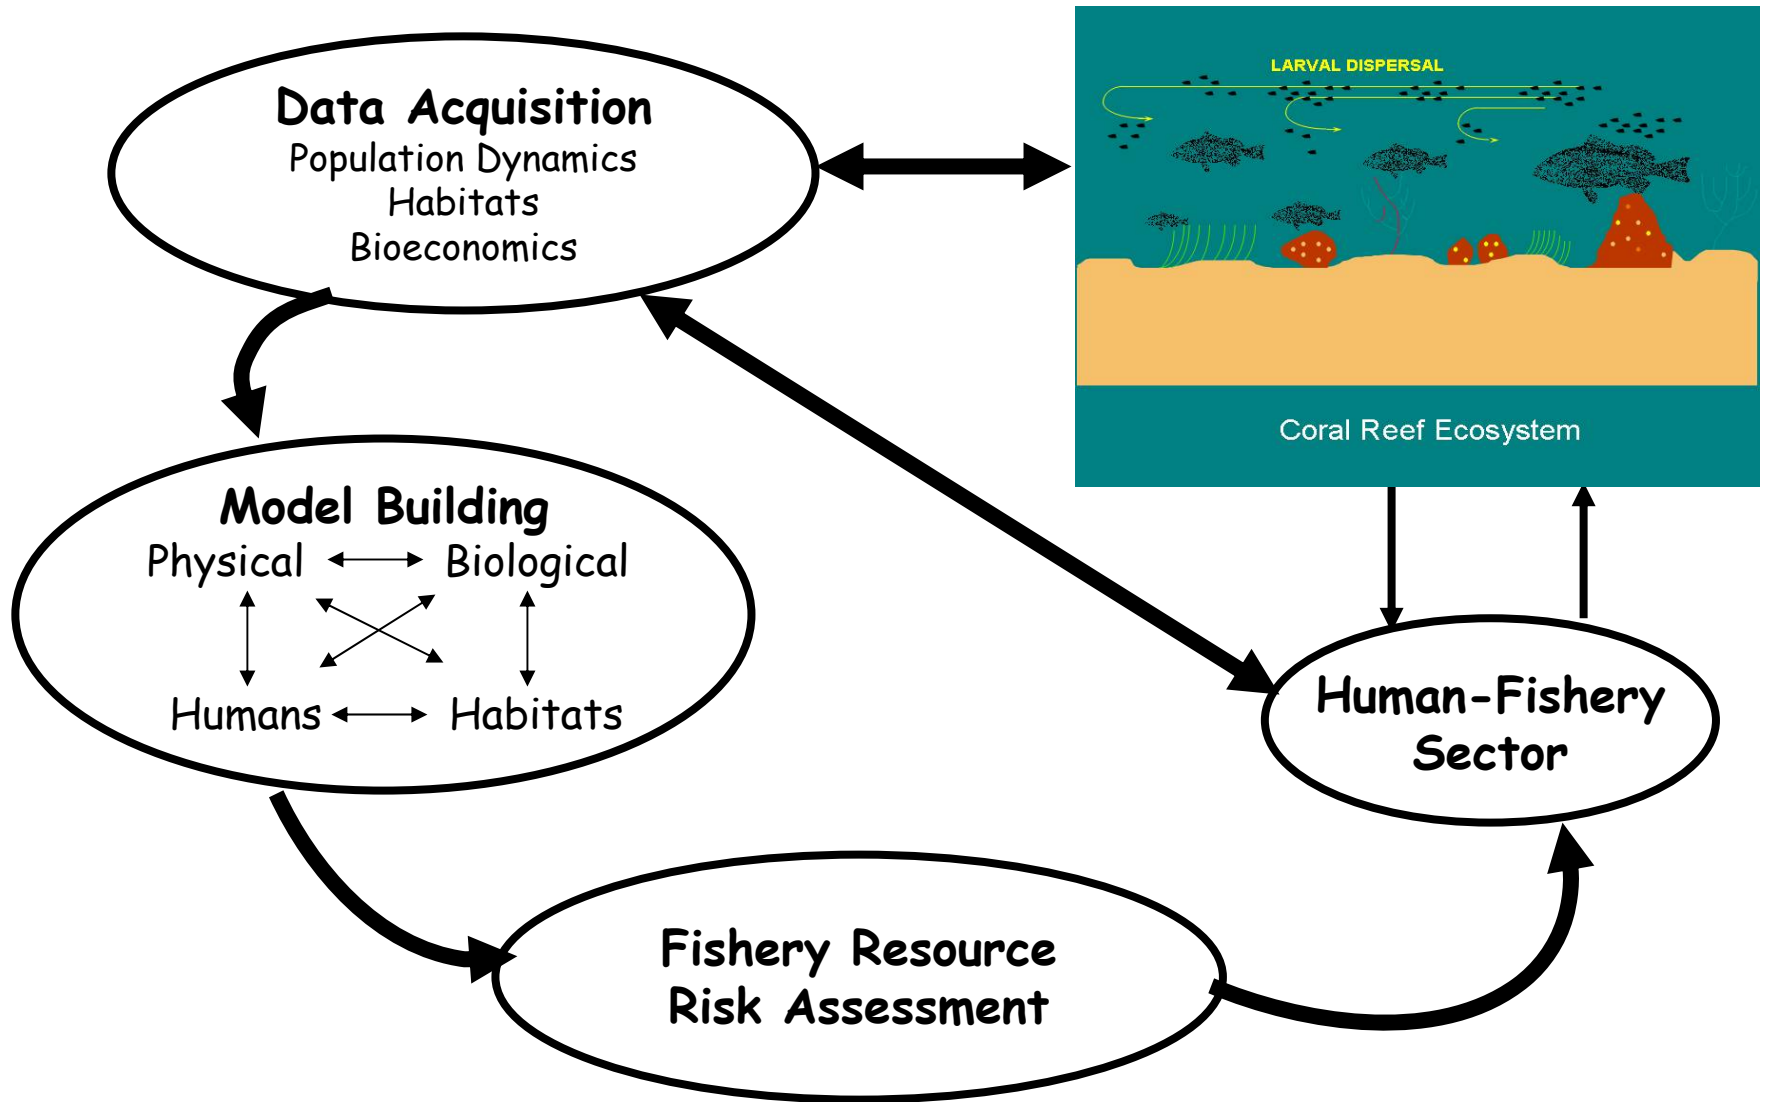 Data Acquisition
Population Dynamics
Habitats
Bioeconomics
LARVAL DISPERSAL
Coral Reef Ecosystem
Model Building
Physical Biological
Humans Habitats
Human-Fishery
Sector
Fishery Resource
Risk Assessment